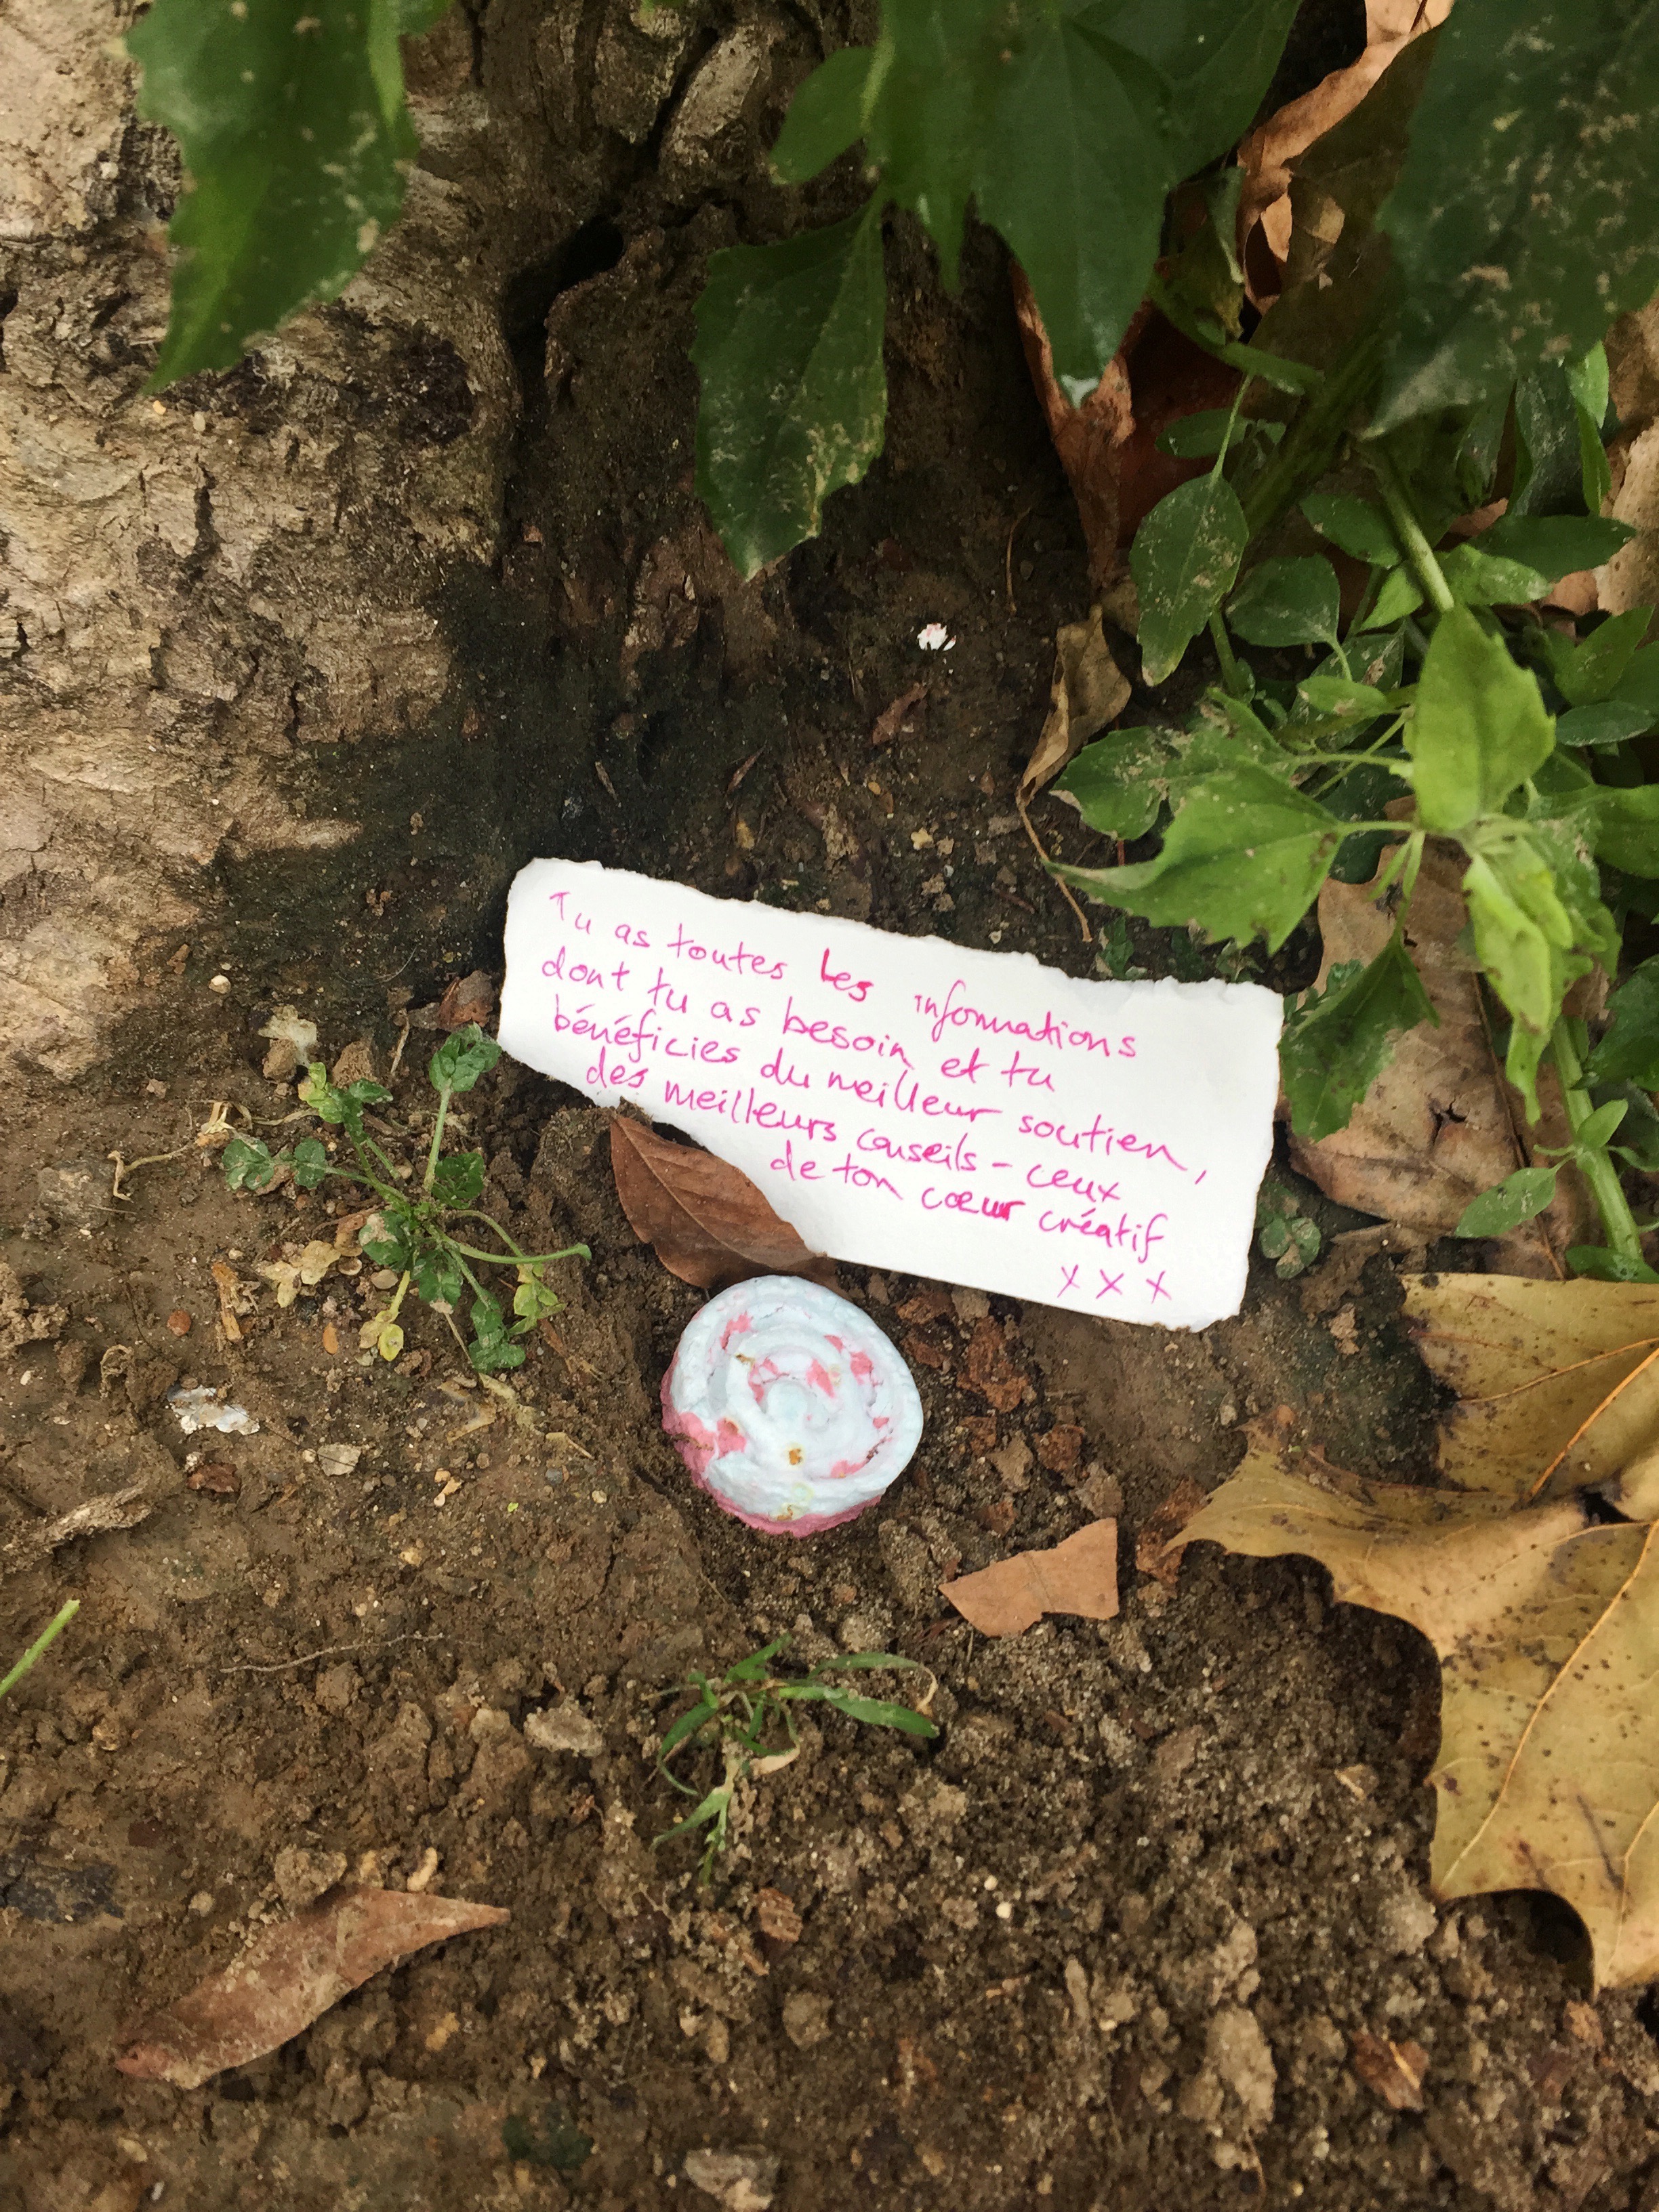 Tu as toutes les informations
dont tu as besoin et tu
bénéficies du meilleur soutien,
des meilleurs conseils - ceux
de ton cœur créatif
x x x